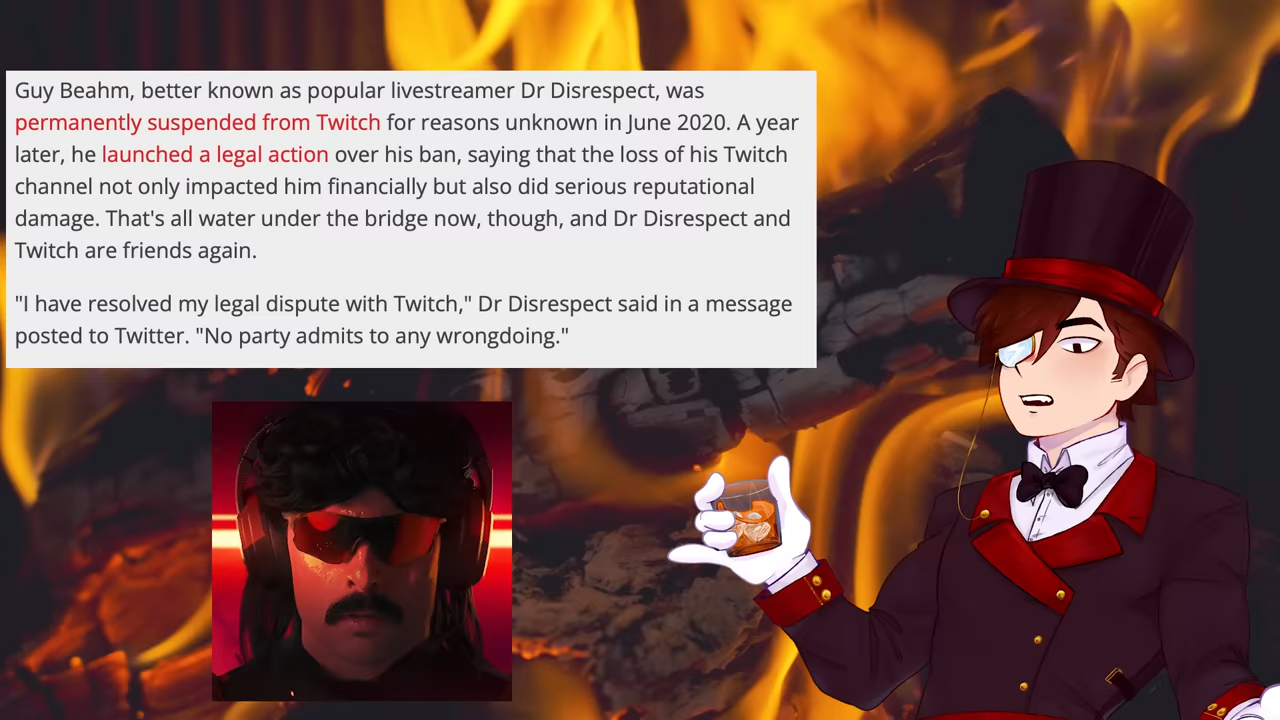 Guy Beahm, better known as popular livestreamer Dr Disrespect, was
permanently suspended from Twitch for reasons unknown in June 2020. A year
later, he launched a legal action over his ban, saying that the loss of his Twitch
channel not only impacted him financially but also did serious reputational
damage. That's all water under the bridge now, though, and Dr Disrespect and
Twitch are friends again.
"I have resolved my legal dispute with Twitch," Dr Disrespect said in a message
posted to Twitter. "No party admits to any wrongdoing."